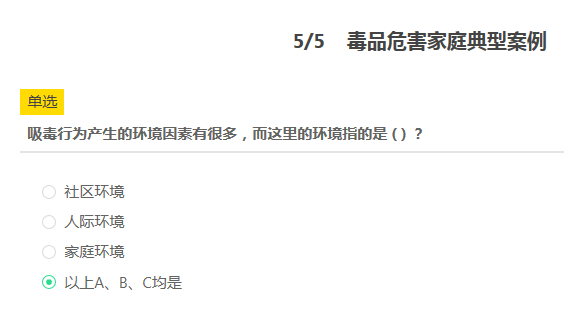 5/5 毒品危害家庭典型案例
单选
吸毒行为产生的环境因素有很多，而这里的环境指的是 ( ) ？
社区环境
人际环境
家庭环境
以上A、B、C均是